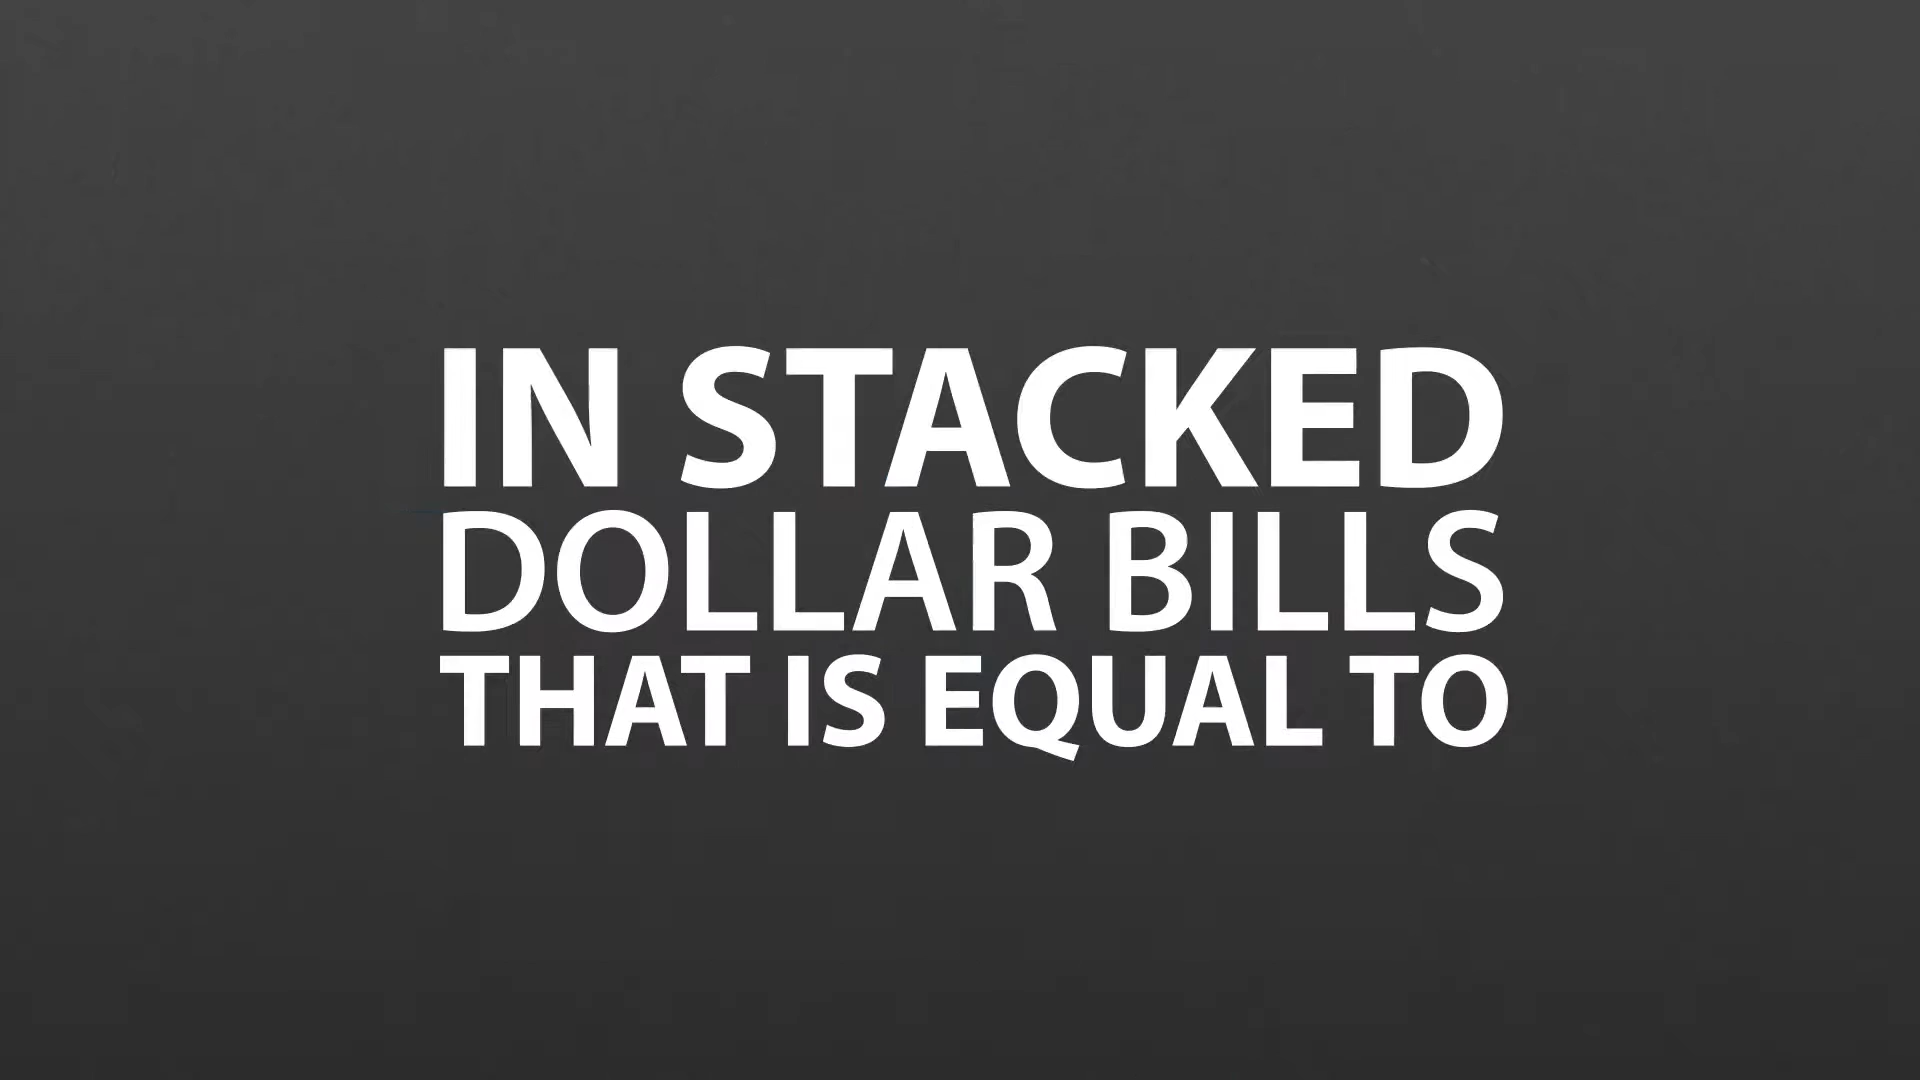 IN STACKED
DOLLAR BILLS
THAT IS EQUAL TO